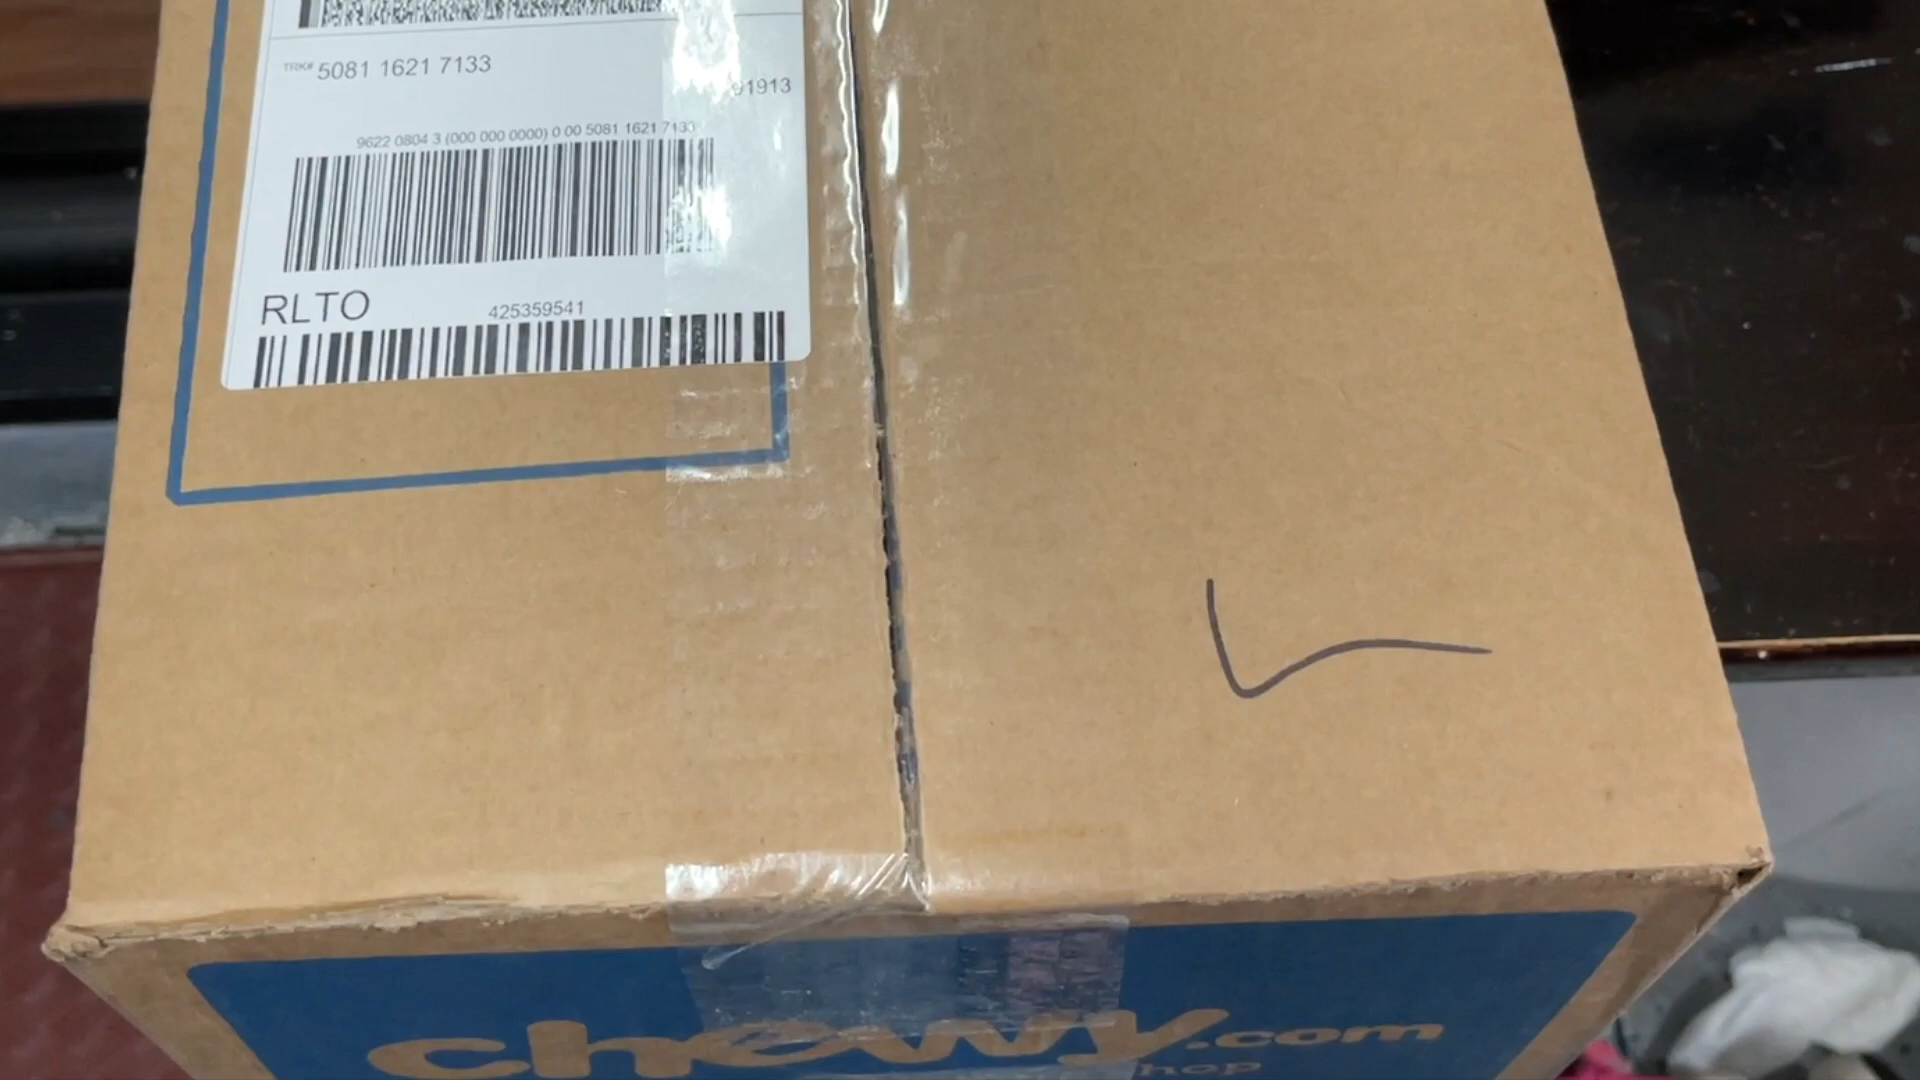 TRK# 5081 1621 7133
91913
9622 0804 3 (000 000 0000) 0 00 5081 1621 7133
RLTO
425359541
chewy.com